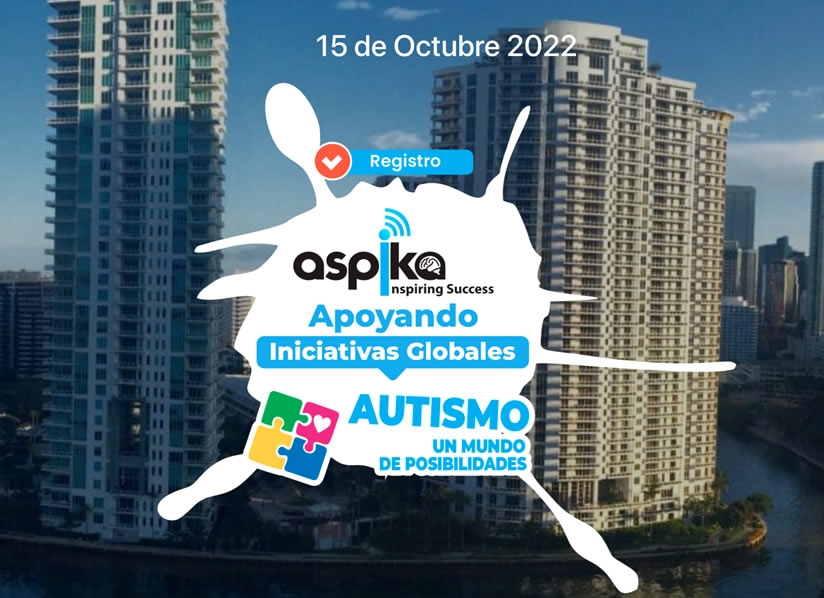 15 de Octubre 2022
Registro
aspika
Inspiring Success
Apoyando
Iniciativas Globales
AUTISMO
UN MUNDO
DE POSIBILIDADES